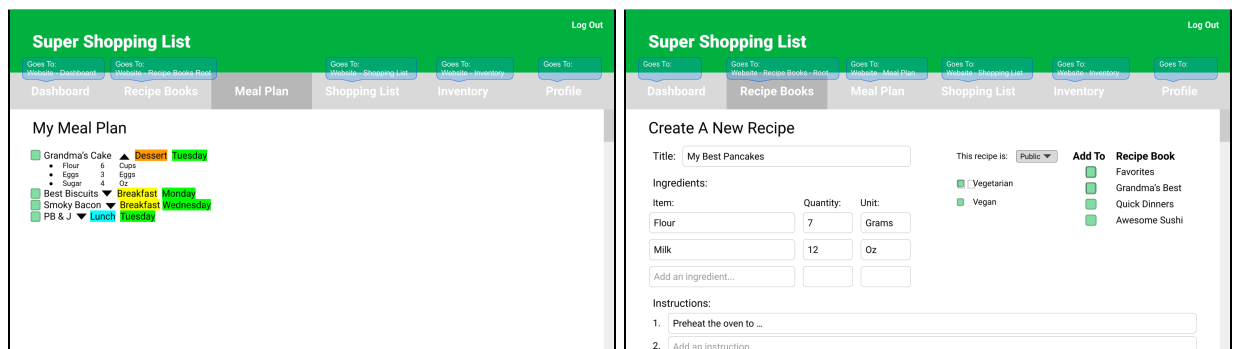 Log Out
Super Shopping List
Goes To:
Website - Dashboard
Goes To:
Website - Recipe Books Root
Goes To:
Website - Shopping List
Goes To:
Website - Inventory
Goes To:
Dashboard Recipe Books Meal Plan Shopping List Inventory Profile
My Meal Plan
Grandma's Cake Dessert Tuesday
• Flour 6 Cups
• Eggs 3 Eggs
• Sugar 4 Oz
Best Biscuits Breakfast Monday
Smoky Bacon Breakfast Wednesday
PB & J Lunch Tuesday
Log Out
Super Shopping List
Goes To:
Goes To:
Website - Recipe Books - Root
Goes To:
Website - Meal Plan
Goes To:
Website - Shopping List
Goes To:
Website - Inventory
Goes To:
Dashboard Recipe Books Meal Plan Shopping List Inventory Profile
Create A New Recipe
Title: My Best Pancakes
This recipe is: Public
Add To Recipe Book
Favorites
Grandma's Best
Quick Dinners
Awesome Sushi
Vegetarian
Vegan
Ingredients:
Item: Quantity: Unit:
Flour 7 Grams
Milk 12 Oz
Add an ingredient...
Instructions:
1. Preheat the oven to ...
2. Add an instruction